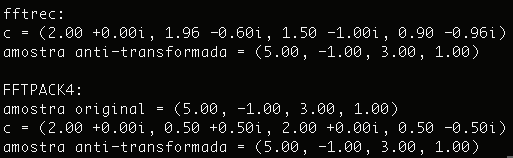 fftrec:
c = (2.00 +0.00i, 1.96 -0.60i, 1.50 -1.00i, 0.90 -0.96i)
amostra anti-transformada = (5.00, -1.00, 3.00, 1.00)
FFTPACK4:
amostra original = (5.00, -1.00, 3.00, 1.00)
c = (2.00 +0.00i, 0.50 +0.50i, 2.00 +0.00i, 0.50 -0.50i)
amostra anti-transformada = (5.00, -1.00, 3.00, 1.00)